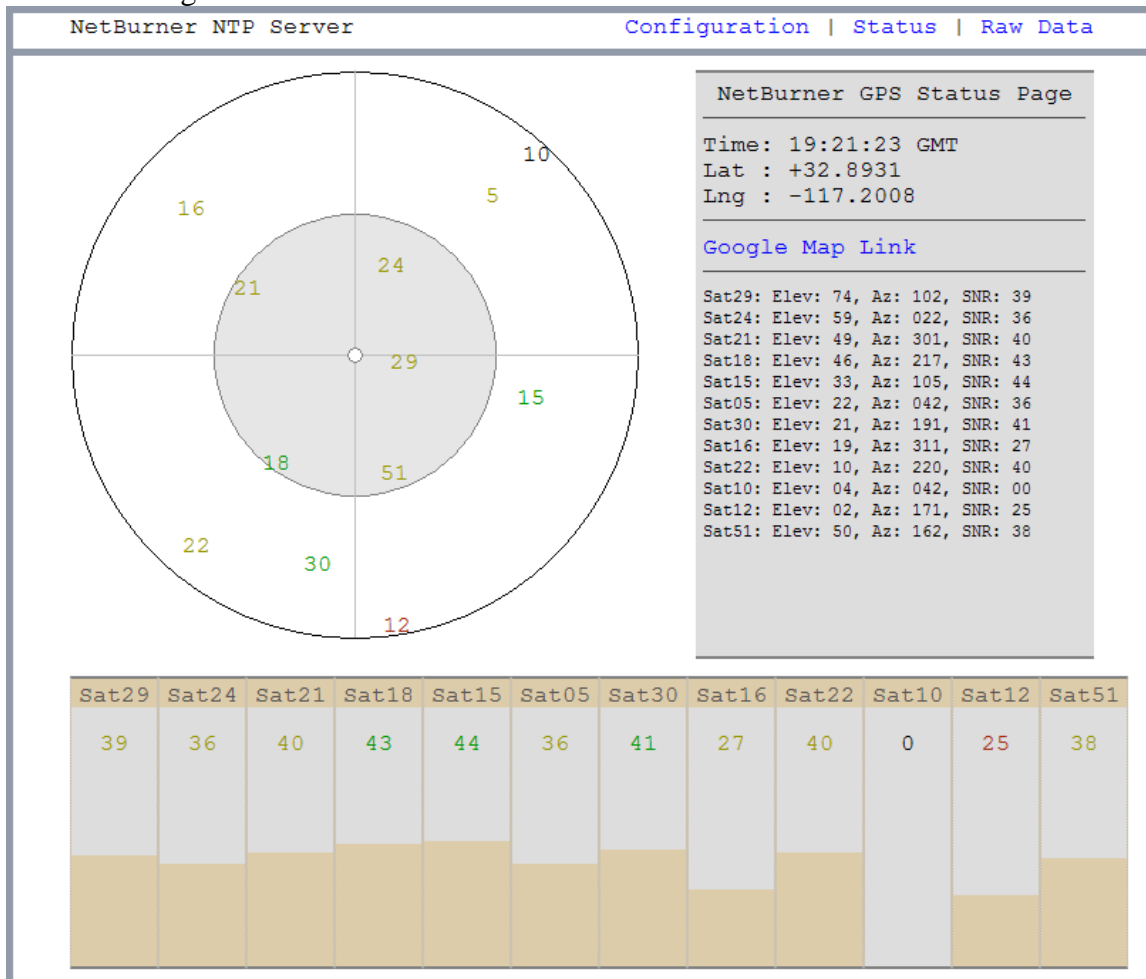 NetBurner NTP Server Configuration | Status | Raw Data
NetBurner GPS Status Page
Time: 19:21:23 GMT
Lat : +32.8931
Lng : -117.2008
Google Map Link
Sat29: Elev: 74, Az: 102, SNR: 39
Sat24: Elev: 59, Az: 022, SNR: 36
Sat21: Elev: 49, Az: 301, SNR: 40
Sat18: Elev: 46, Az: 217, SNR: 43
Sat15: Elev: 33, Az: 105, SNR: 44
Sat05: Elev: 22, Az: 042, SNR: 36
Sat30: Elev: 21, Az: 191, SNR: 41
Sat16: Elev: 19, Az: 311, SNR: 27
Sat22: Elev: 10, Az: 220, SNR: 40
Sat10: Elev: 04, Az: 042, SNR: 00
Sat12: Elev: 02, Az: 171, SNR: 25
Sat51: Elev: 50, Az: 162, SNR: 38
10
5
16
24
21
29
15
18
51
22
30
12
Sat29 Sat24 Sat21 Sat18 Sat15 Sat05 Sat30 Sat16 Sat22 Sat10 Sat12 Sat51
39 36 40 43 44 36 41 27 40 0 25 38